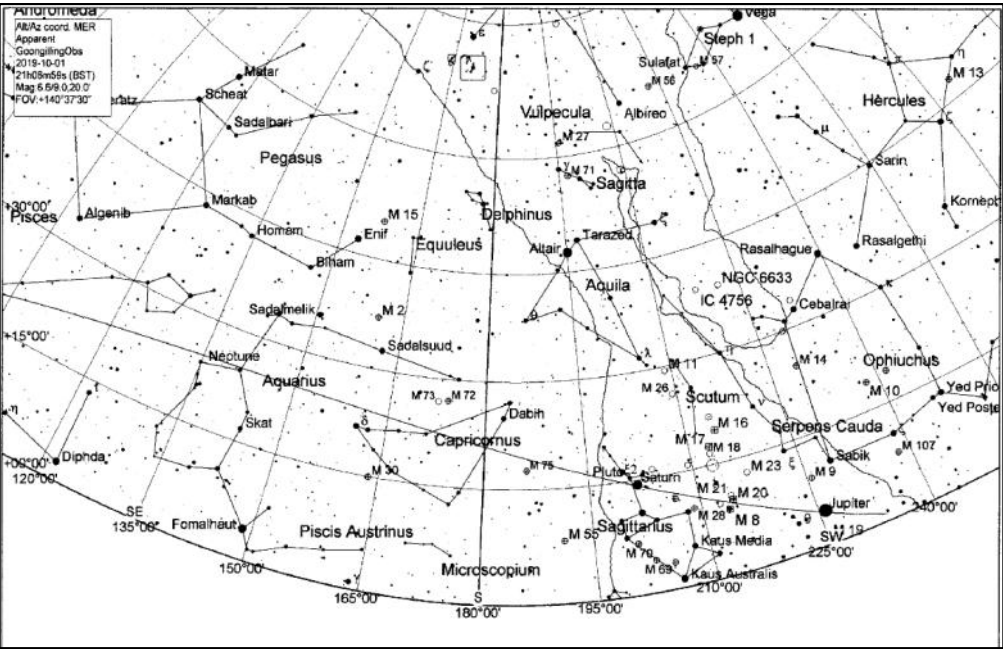 Andromeda
Alt/Az coord. MER
Apparent
GoongillingObs
2019-10-01
21h06m59s (BST)
Mag:6.6/9.0,20.0'
FOV:+140°37'30"
Vega
ε
Steph 1
ζ
Sulafat
M 57
η
M 13
Matar
M 56
π
Scheat
Albireo
Hercules
Vulpecula
ζ
Sadalbari
M 27
μ
Pegasus
γ
M 71
Sarin
Sagitta
+30°00'
Markab
Pisces
Algenib
M 15
Delphinus
ζ
Homam
Enif
Equuleus
Tarazed
Rasalgethi
Altair
Rasalhague
Biham
NGC 6633
Aquila
κ
IC 4756
Cebalrai
Sadalmelik
M 2
θ
+15°00'
Sadalsuud
λ
η
Neptune
M 11
M 14
Ophiuchus
Aquarius
M 26
M 10
Yed Prio
M 73
M 72
Scutum
ν
Yed Poste
ι
Dabih
η
Skat
δ
M 16
Serpens Cauda
ζ
Capricornus
M 17
M 18
M 107
+00°00'
Diphda
ξ
Sabik
M 30
M 75
Pluto
ξ2
M 23
M 9
120°00'
Saturn
M 21
M 20
Jupiter
SE
M 28
M 8
240°00'
135°00'
Fomalhaut
Piscis Austrinus
Sagittarius
M 19
M 55
Kaus Media
SW
M 70
225°00'
150°00'
Microscopium
M 69
Kaus Australis
γ
165°00'
S
195°00'
210°00'
180°00'